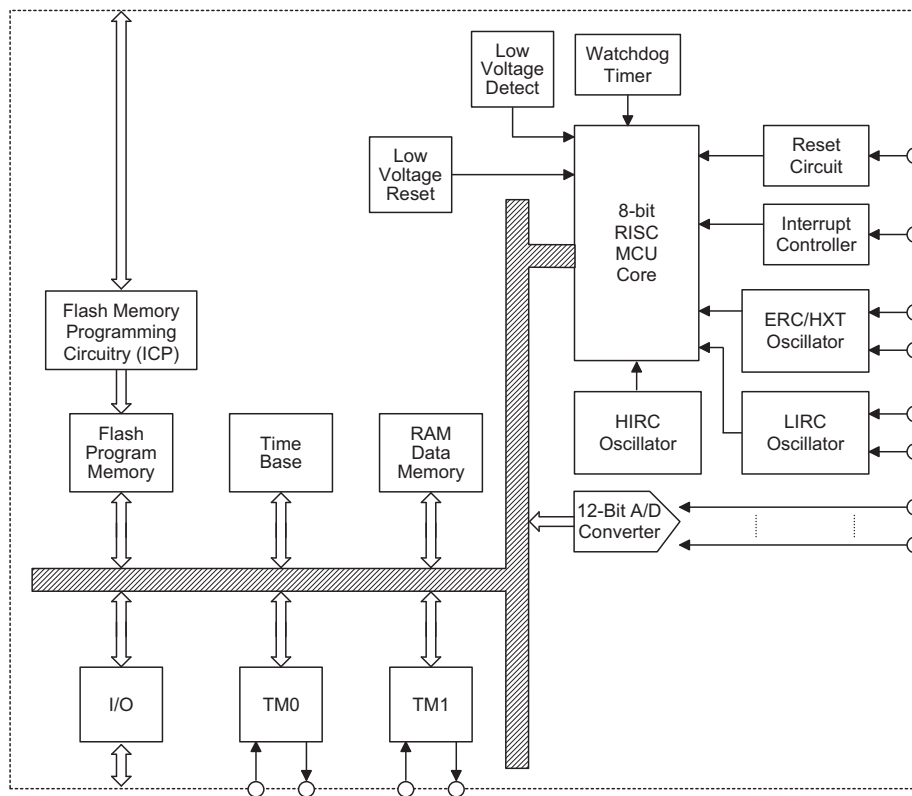 Low
Voltage
Detect
Watchdog
Timer
Low
Voltage
Reset
8-bit
RISC
MCU
Core
Reset
Circuit
Interrupt
Controller
Flash Memory
Programming
Circuitry (ICP)
ERC/HXT
Oscillator
HIRC
Oscillator
LIRC
Oscillator
Flash
Program
Memory
Time
Base
RAM
Data
Memory
12-Bit A/D
Converter
I/O
TM0
TM1